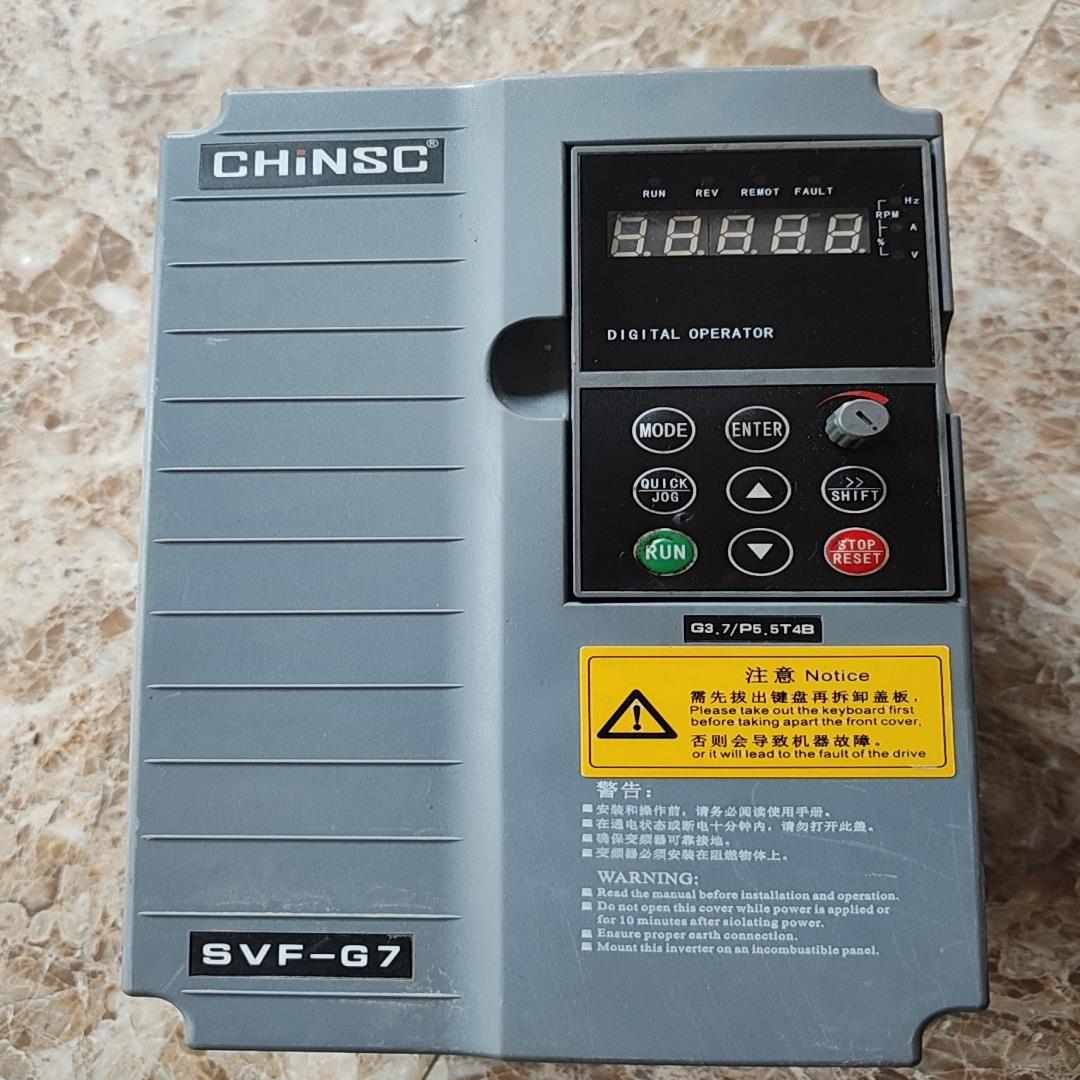 CHiNSC®
RUN REV REMOT FAULT
Hz
RPM
A
%
V
8.8.8.8.8.
DIGITAL OPERATOR
MODE ENTER
QUICK
JOG
>>
SHIFT
RUN
STOP
RESET
G3.7/P5.5T4B
注意 Notice
需先拔出键盘再拆卸盖板，
Please take out the keyboard first
before taking apart the front cover,
否则会导致机器故障。
or it will lead to the fault of the drive
警告：
安装和操作前，请务必阅读使用手册。
在通电状态或断电十分钟内，请勿打开此盖。
确保变频器可靠接地。
变频器必须安装在阻燃物体上。
WARNING:
Read the manual before installation and operation.
Do not open this cover while power is applied or
for 10 minutes after siolating power.
Ensure proper earth connection.
Mount this inverter on an incombustible panel.
SVF-G7